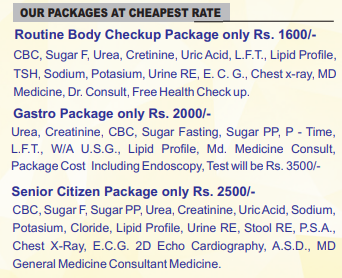 OUR PACKAGES AT CHEAPEST RATE
Routine Body Checkup Package only Rs. 1600/-
CBC, Sugar F, Urea, Cretinine, Uric Acid, L.F.T., Lipid Profile,
TSH, Sodium, Potasium, Urine RE, E. C. G., Chest x-ray, MD
Medicine, Dr. Consult, Free Health Check up.
Gastro Package only Rs. 2000/-
Urea, Creatinine, CBC, Sugar Fasting, Sugar PP, P - Time,
L.F.T., W/A U.S.G., Lipid Profile, Md. Medicine Consult,
Package Cost Including Endoscopy, Test will be Rs. 3500/-
Senior Citizen Package only Rs. 2500/-
CBC, Sugar F, Sugar PP, Urea, Creatinine, Uric Acid, Sodium,
Potasium, Cloride, Lipid Profile, Urine RE, Stool RE, P.S.A.,
Chest X-Ray, E.C.G. 2D Echo Cardiography, A.S.D., MD
General Medicine Consultant Medicine.